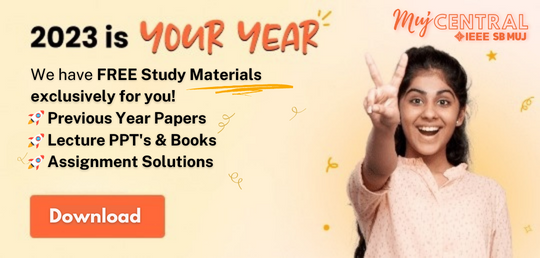 2023 is YOUR YEAR
Muj CENTRAL
IEEE SB MUJ
We have FREE Study Materials
exclusively for you!
🚀 Previous Year Papers
🚀 Lecture PPT's & Books
🚀 Assignment Solutions
Download